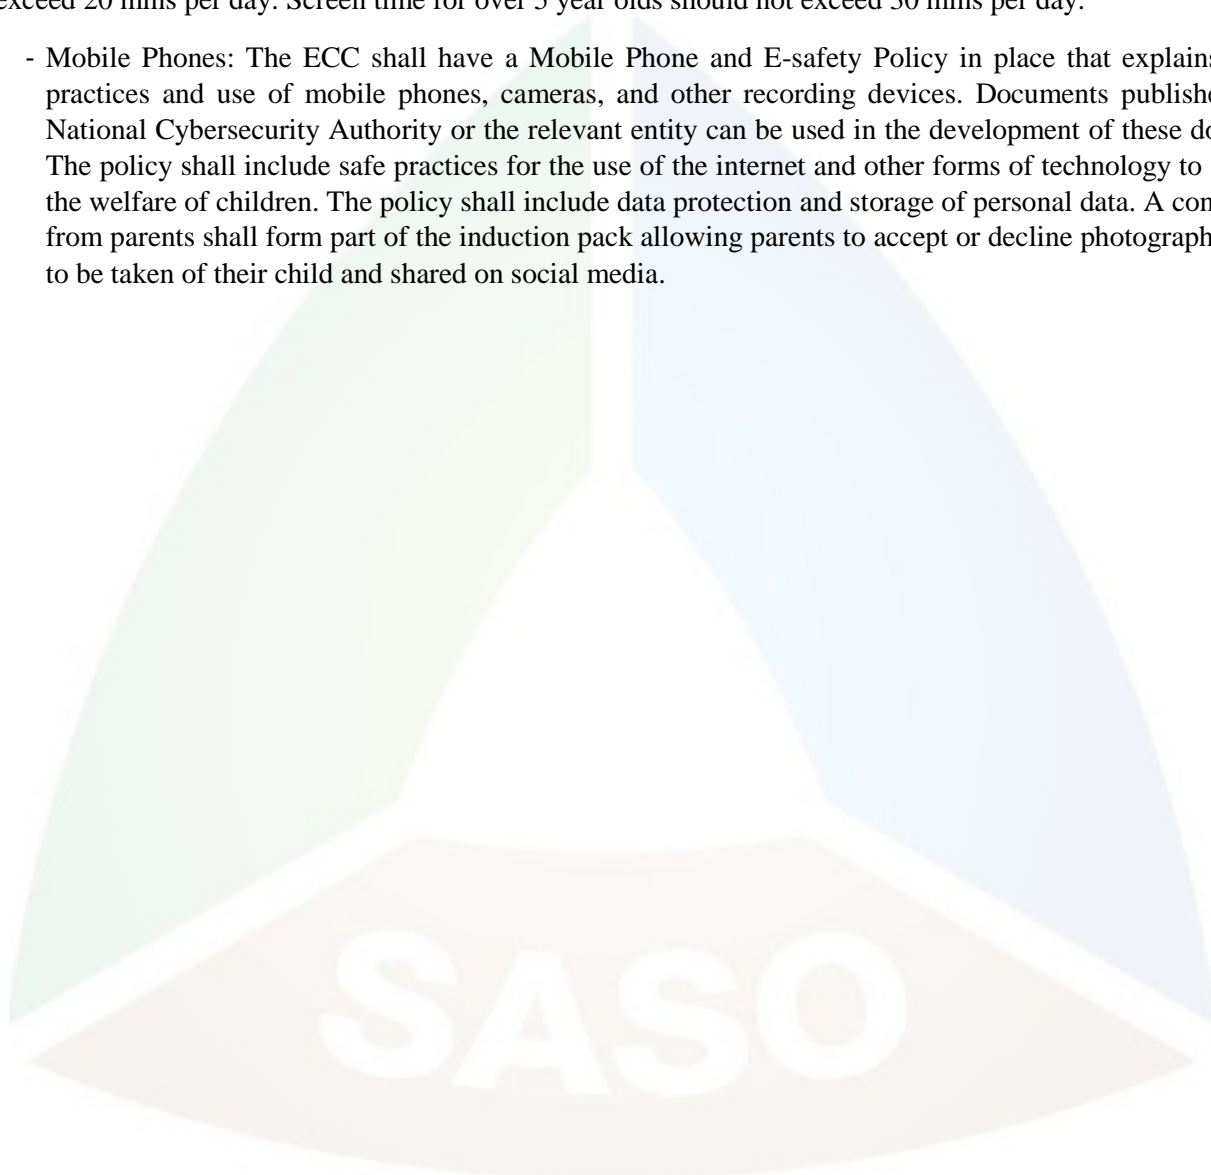 exceed 20 mins per day. Screen time for over 5 year olds should not exceed 30 mins per day.
- Mobile Phones: The ECC shall have a Mobile Phone and E-safety Policy in place that explains
practices and use of mobile phones, cameras, and other recording devices. Documents
National Cybersecurity Authority or the relevant entity can be used in the development of these
The policy shall include safe practices for the use of the internet and other forms of technology to
the welfare of children. The policy shall include data protection and storage of personal data. A
from parents shall form part of the induction pack allowing parents to accept or decline
to be taken of their child and shared on social media.
SASO